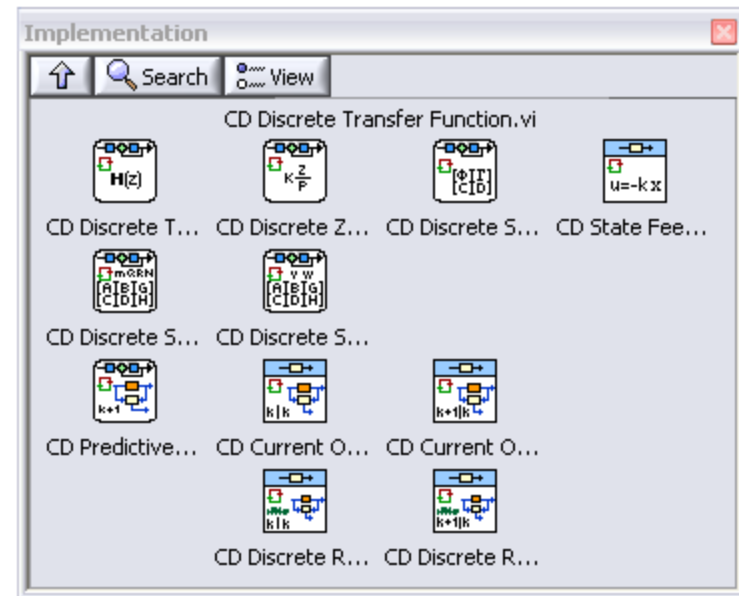 Implementation
Search View
CD Discrete Transfer Function.vi
H(z) K Z/P [Φ|Γ] [C|D] u=-kx
CD Discrete T... CD Discrete Z... CD Discrete S... CD State Fee...
mQRN [A|B|G] [C|D|H] v w [A|B|G] [C|D|H]
CD Discrete S... CD Discrete S...
k+1 k|k k+1|k
CD Predictive... CD Current O... CD Current O...
k|k k+1|k
CD Discrete R... CD Discrete R...